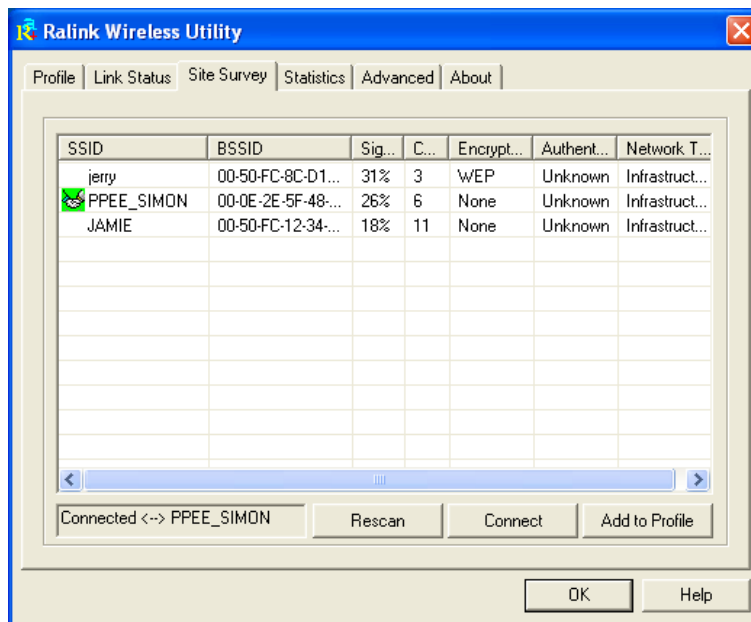 Ralink Wireless Utility
Profile Link Status Site Survey Statistics Advanced About
SSID BSSID Sig... C... Encrypt... Authent... Network T...
jerry 00-50-FC-8C-D1... 31% 3 WEP Unknown Infrastruct...
PPEE_SIMON 00-0E-2E-5F-48-... 26% 6 None Unknown Infrastruct...
JAMIE 00-50-FC-12-34-... 18% 11 None Unknown Infrastruct...
Connected <--> PPEE_SIMON Rescan Connect Add to Profile
OK Help